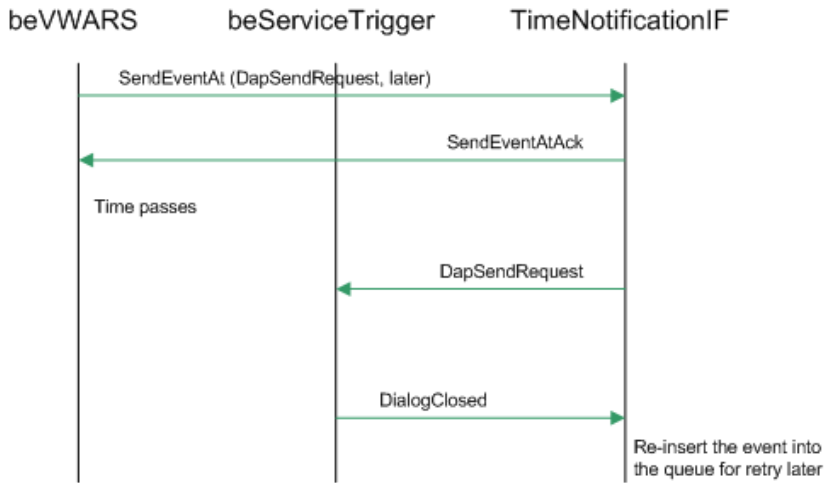 beVWARS beServiceTrigger TimeNotificationIF
SendEventAt (DapSendRequest, later)
SendEventAtAck
Time passes
DapSendRequest
DialogClosed
Re-insert the event into
the queue for retry later